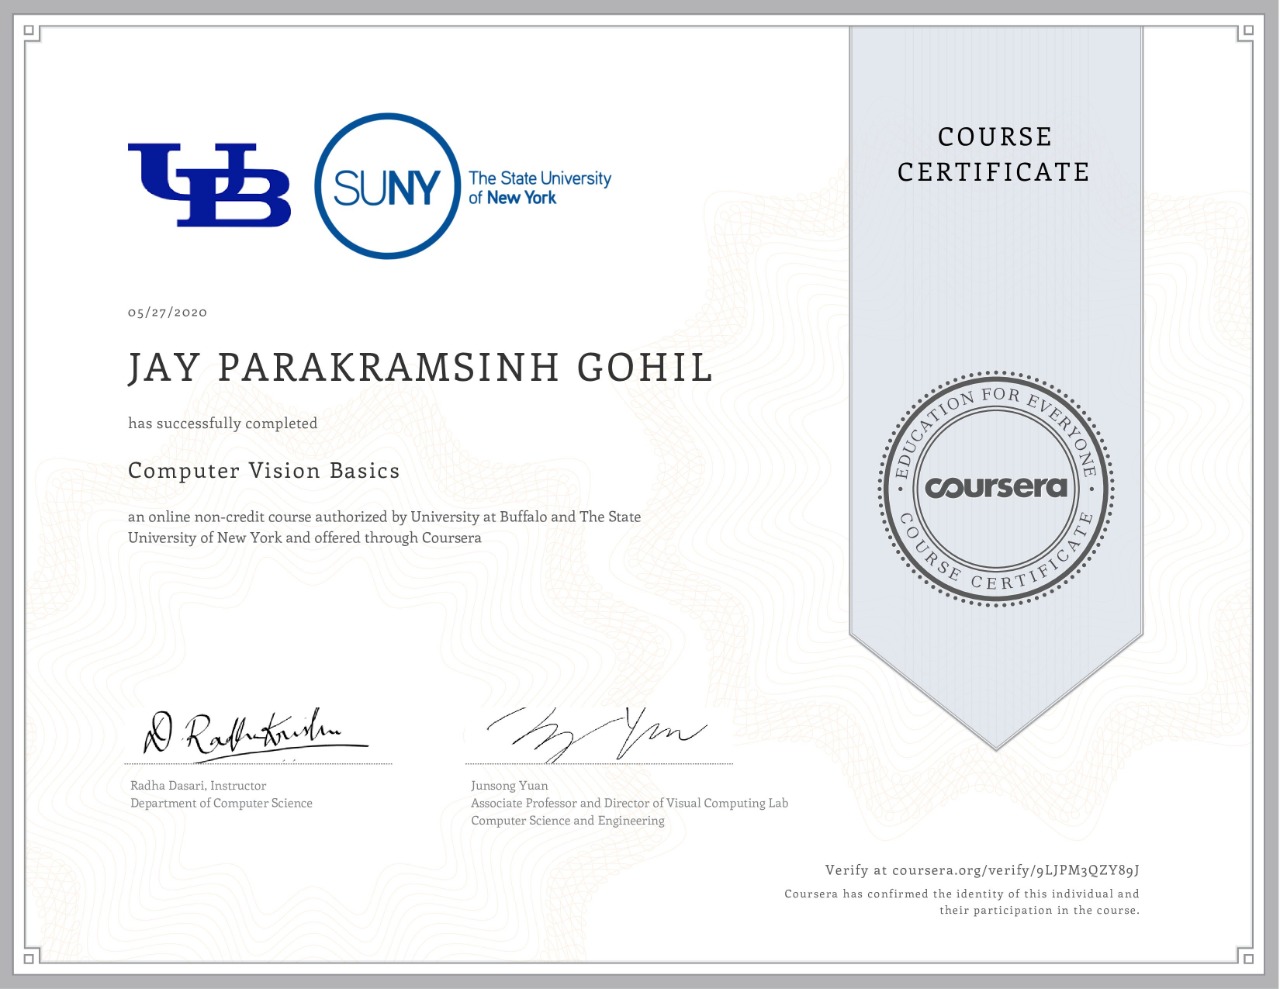 UB
SUNY
The State University
of New York
COURSE
CERTIFICATE
05/27/2020
JAY PARAKRAMSINH GOHIL
has successfully completed
Computer Vision Basics
an online non-credit course authorized by University at Buffalo and The State
University of New York and offered through Coursera
EDUCATION FOR EVERYONE
coursera
COURSE CERTIFICATE
D Radhakrishn
Radha Dasari, Instructor
Department of Computer Science
Junsong Yuan
Associate Professor and Director of Visual Computing Lab
Computer Science and Engineering
Verify at coursera.org/verify/9LJPM3QZY89J
Coursera has confirmed the identity of this individual and
their participation in the course.